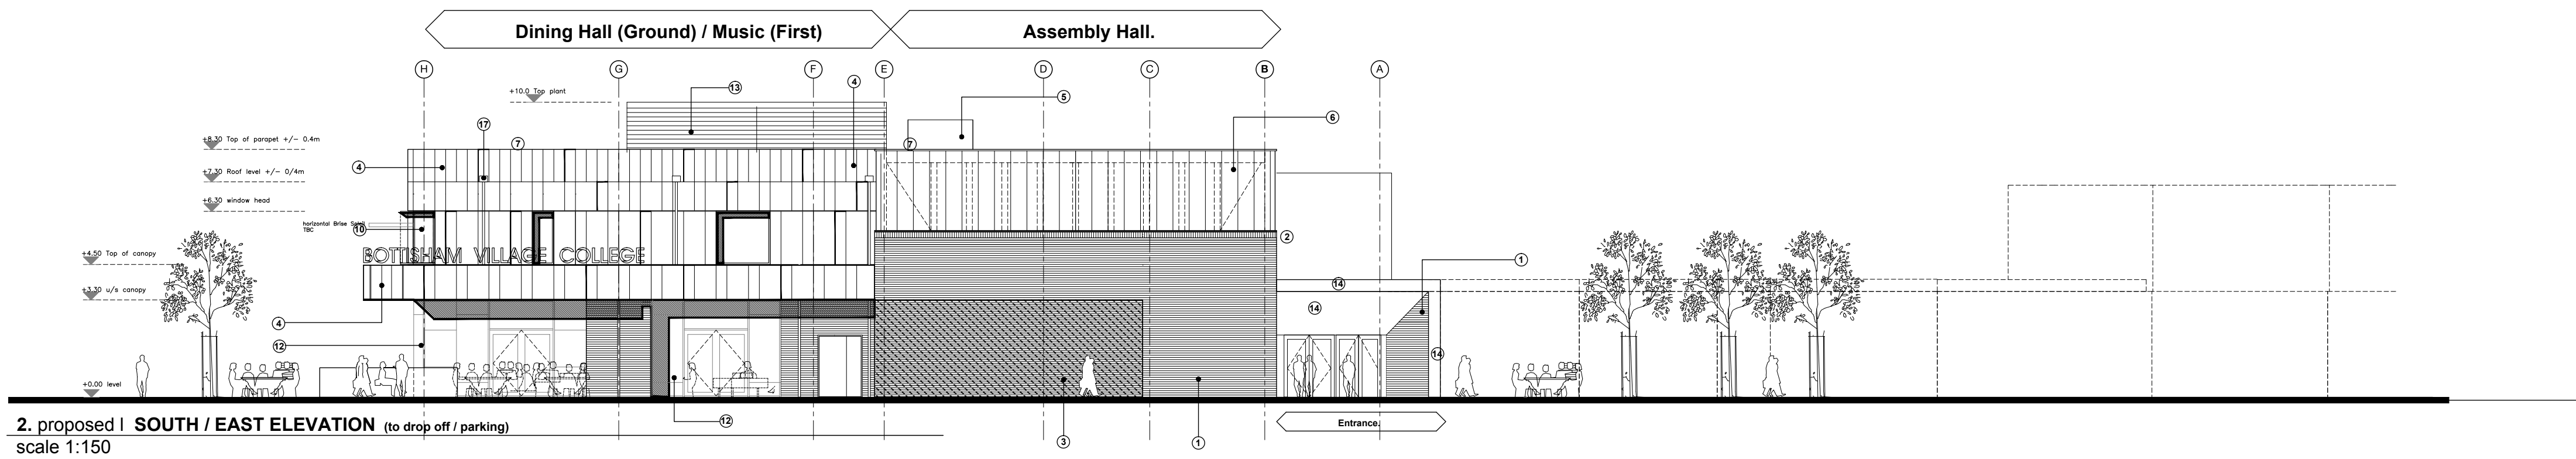 Dining Hall (Ground) / Music (First)
Assembly Hall.
H
G
F
E
D
C
B
A
+10.0 Top plant
13
4
5
6
17
7
7
+8.30 Top of parapet +/- 0.4m
4
+7.30 Roof level +/- 0/4m
+6.30 window head
horizontal Brise Soleil
TBC
10
BOTTISHAM VILLAGE COLLEGE
2
+4.50 Top of canopy
1
+3.30 u/s canopy
14
14
4
12
14
+0.00 level
12
3
1
Entrance.
2. proposed | SOUTH / EAST ELEVATION (to drop off / parking)
scale 1:150